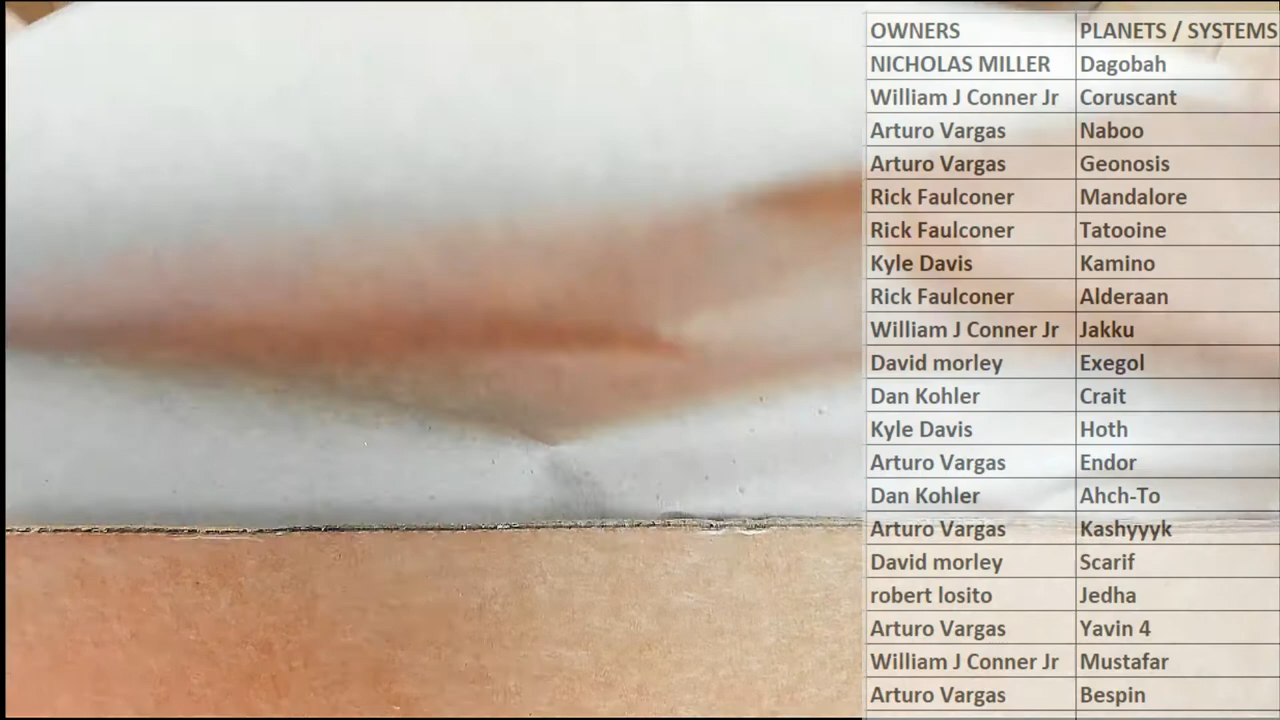 OWNERS PLANETS / SYSTEMS
NICHOLAS MILLER Dagobah
William J Conner Jr Coruscant
Arturo Vargas Naboo
Arturo Vargas Geonosis
Rick Faulconer Mandalore
Rick Faulconer Tatooine
Kyle Davis Kamino
Rick Faulconer Alderaan
William J Conner Jr Jakku
David morley Exegol
Dan Kohler Crait
Kyle Davis Hoth
Arturo Vargas Endor
Dan Kohler Ahch-To
Arturo Vargas Kashyyyk
David morley Scarif
robert losito Jedha
Arturo Vargas Yavin 4
William J Conner Jr Mustafar
Arturo Vargas Bespin